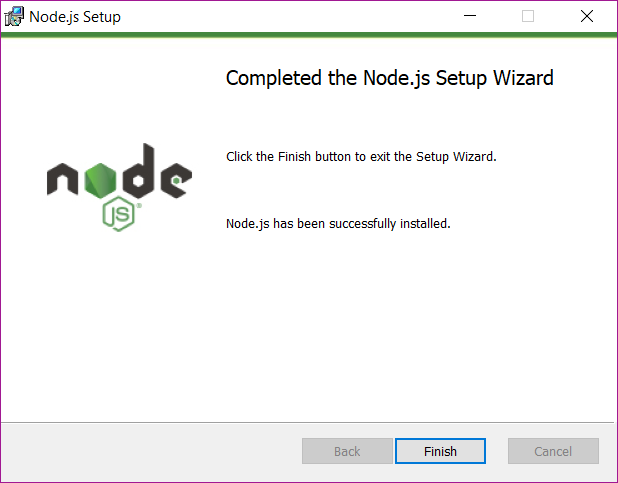 Node.js Setup
Completed the Node.js Setup Wizard
Click the Finish button to exit the Setup Wizard.
node
JS
Node.js has been successfully installed.
Back
Finish
Cancel